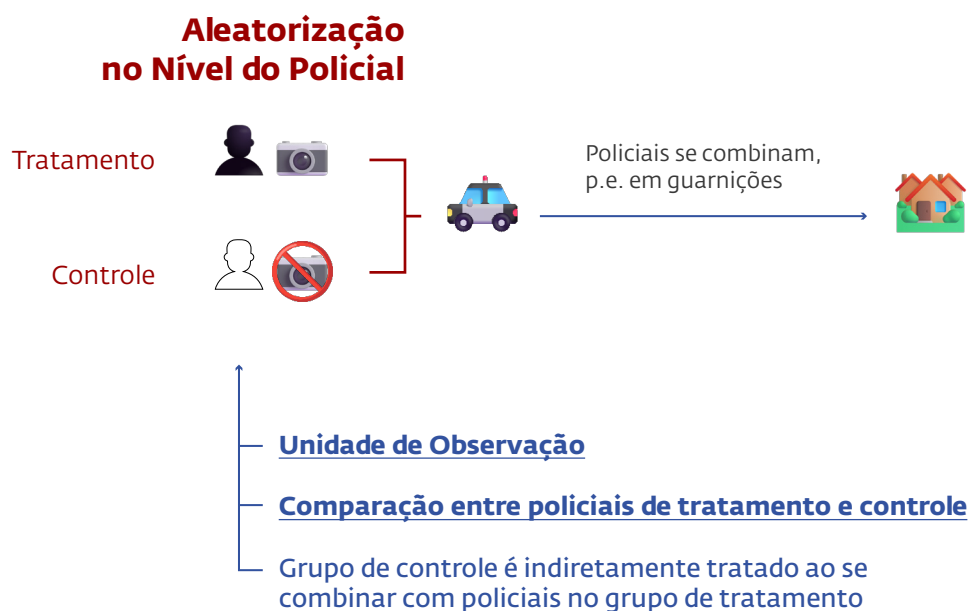 Aleatorização
no Nível do Policial
Tratamento
Policiais se combinam,
p.e. em guarnições
Controle
Unidade de Observação
Comparação entre policiais de tratamento e controle
Grupo de controle é indiretamente tratado ao se
combinar com policiais no grupo de tratamento